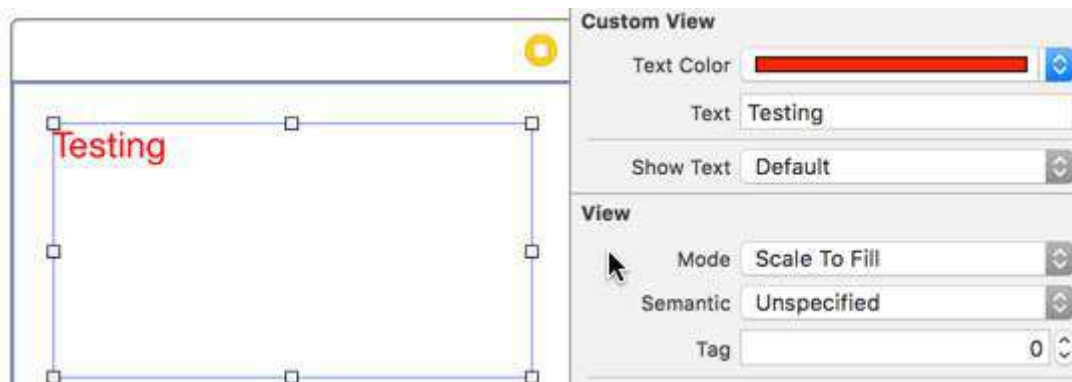 Testing
Custom View
Text Color
Text Testing
Show Text Default
View
Mode Scale To Fill
Semantic Unspecified
Tag 0